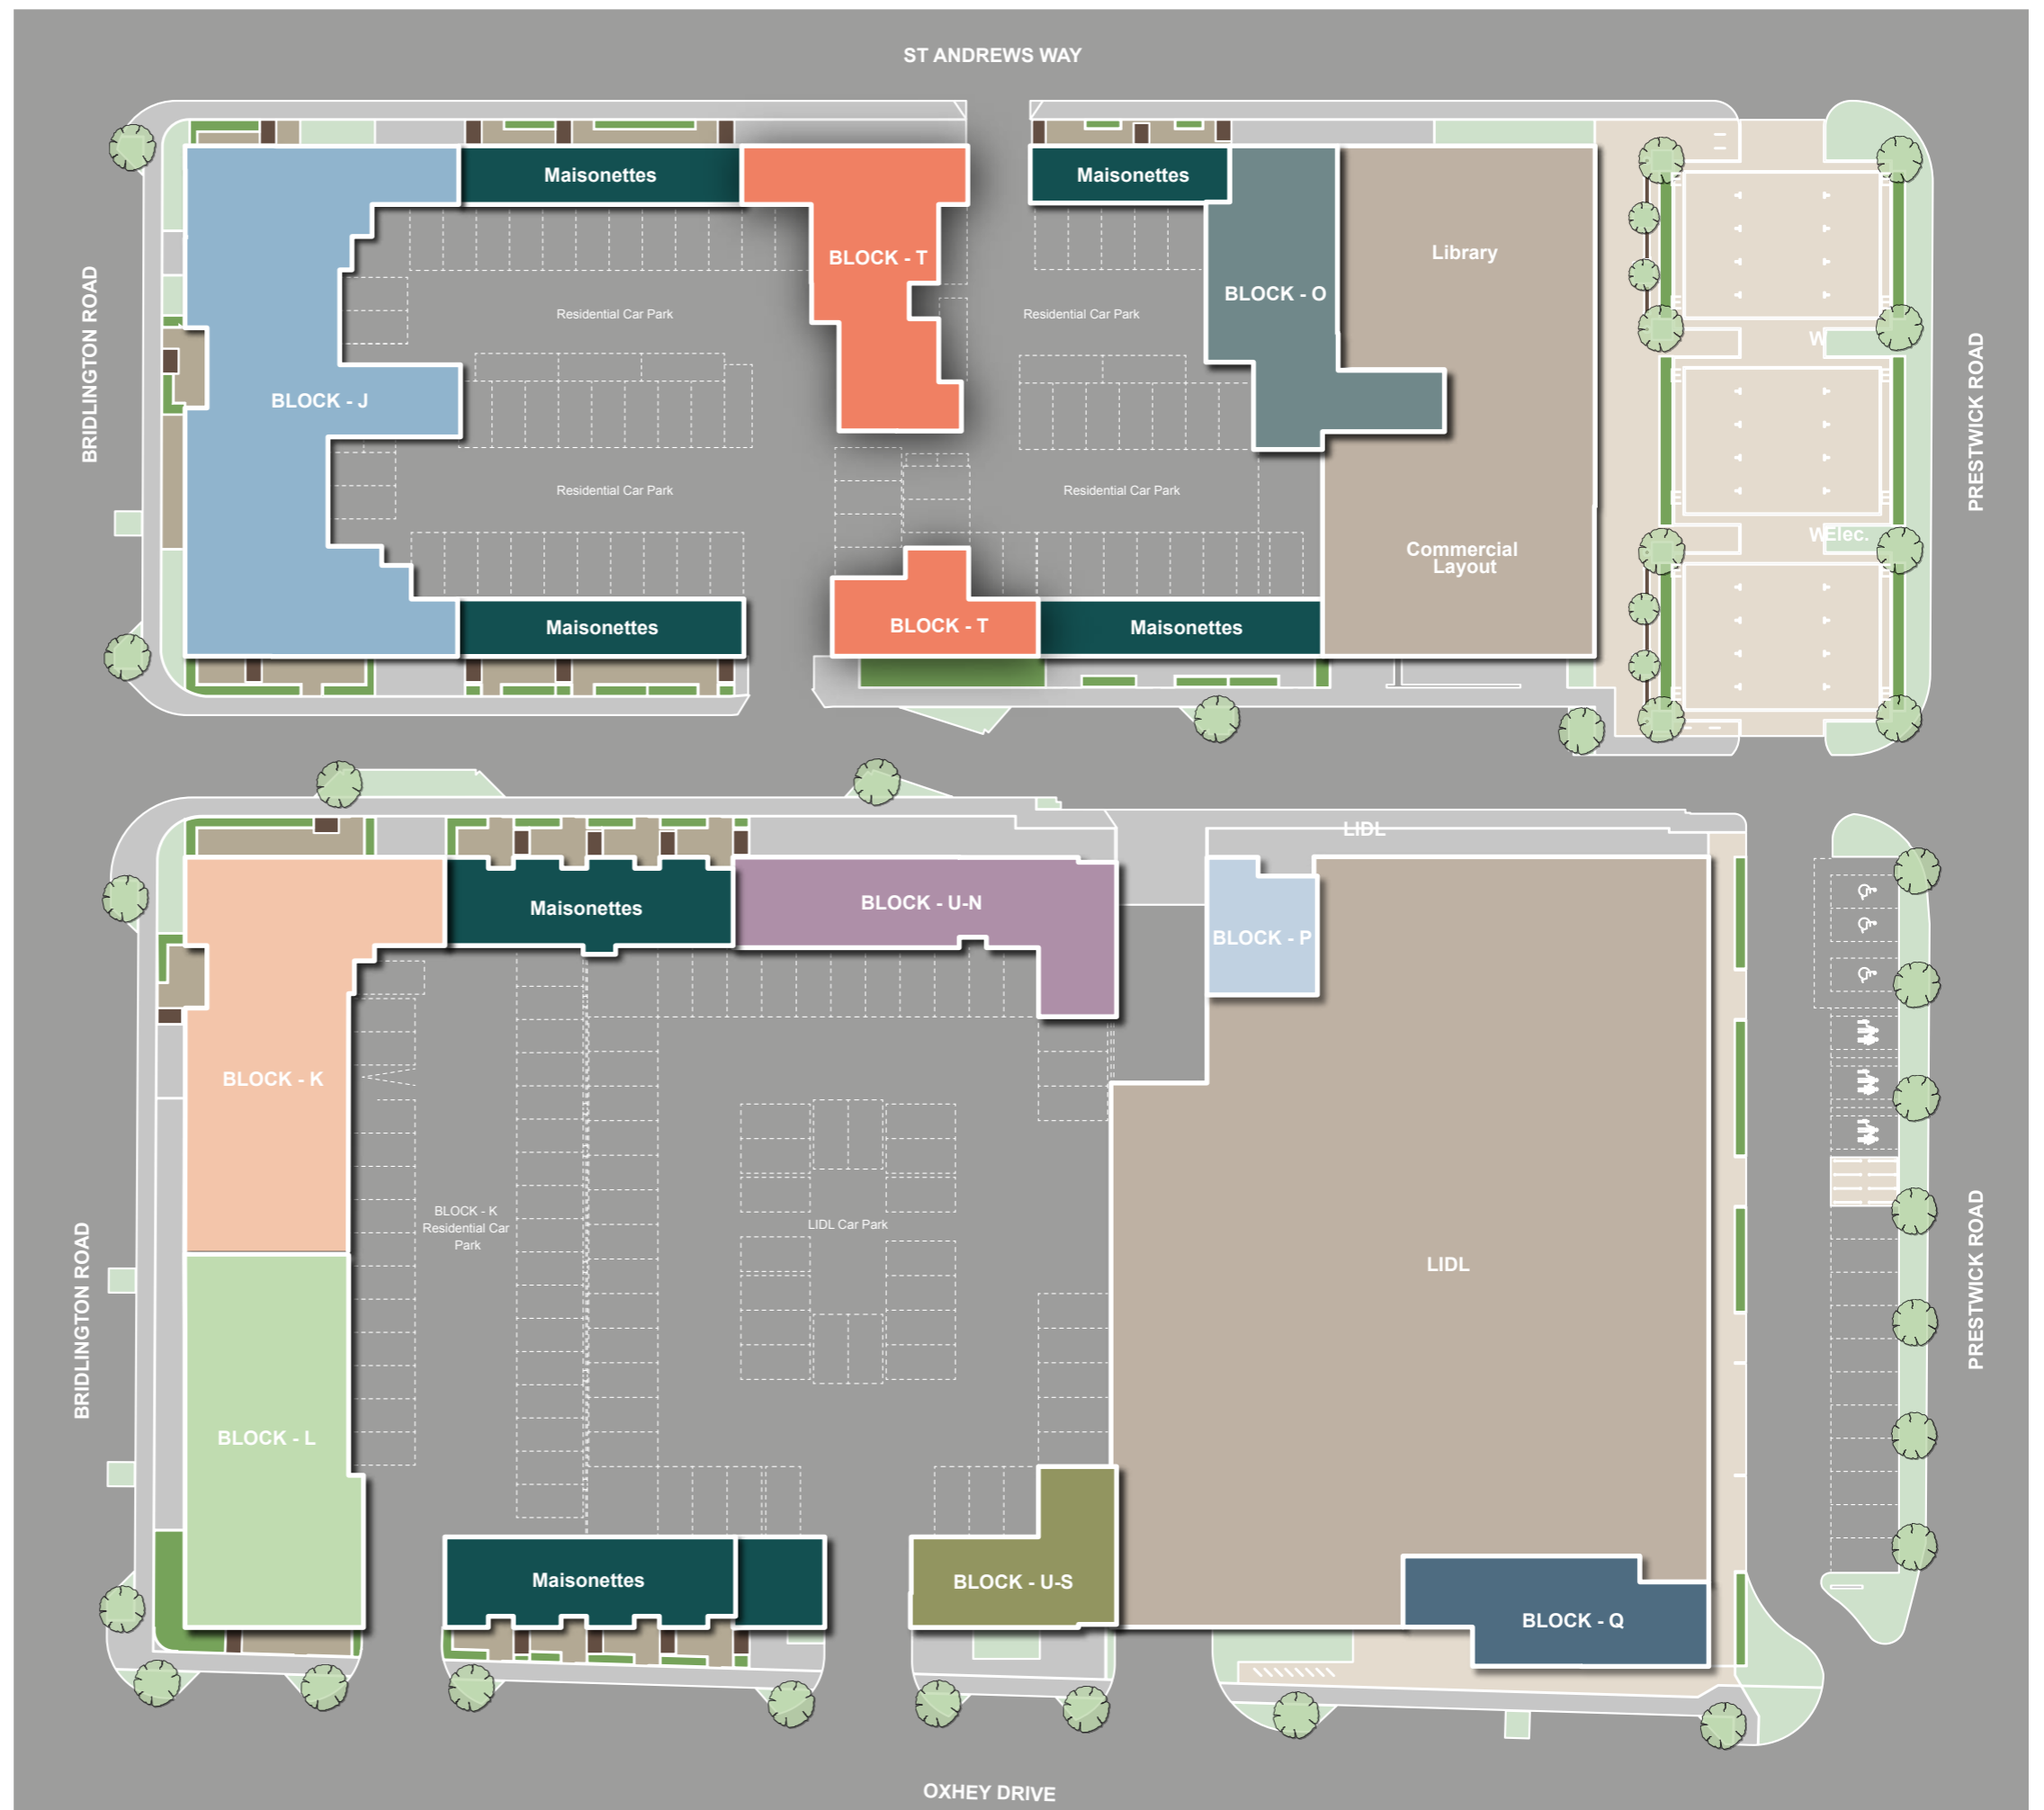 ST ANDREWS WAY
Maisonettes
Maisonettes
BLOCK - T
Library
BLOCK - O
Residential Car Park
Residential Car Park
W
BRIDLINGTON ROAD
BLOCK - J
PRESTWICK ROAD
Residential Car Park
Residential Car Park
WElec.
Commercial
Layout
Maisonettes
BLOCK - T
Maisonettes
LIDL
BLOCK - U-N
Maisonettes
BLOCK - P
BLOCK - K
BLOCK - K
Residential Car
Park
LIDL Car Park
LIDL
BRIDLINGTON ROAD
PRESTWICK ROAD
BLOCK - L
Maisonettes
BLOCK - U-S
BLOCK - Q
OXHEY DRIVE